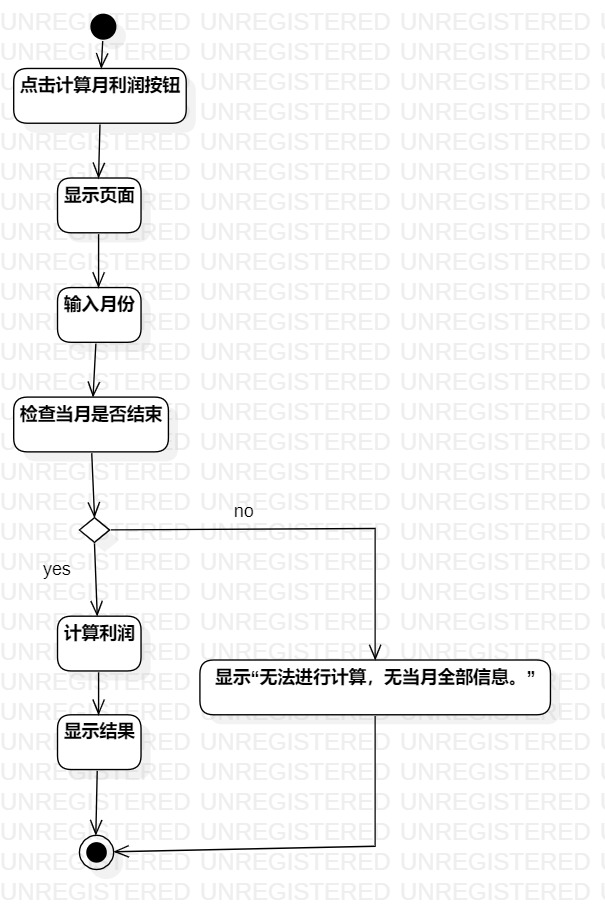 点击计算月利润按钮
显示页面
输入月份
检查当月是否结束
no
yes
计算利润
显示“无法进行计算，无当月全部信息。”
显示结果
UNREGISTERED